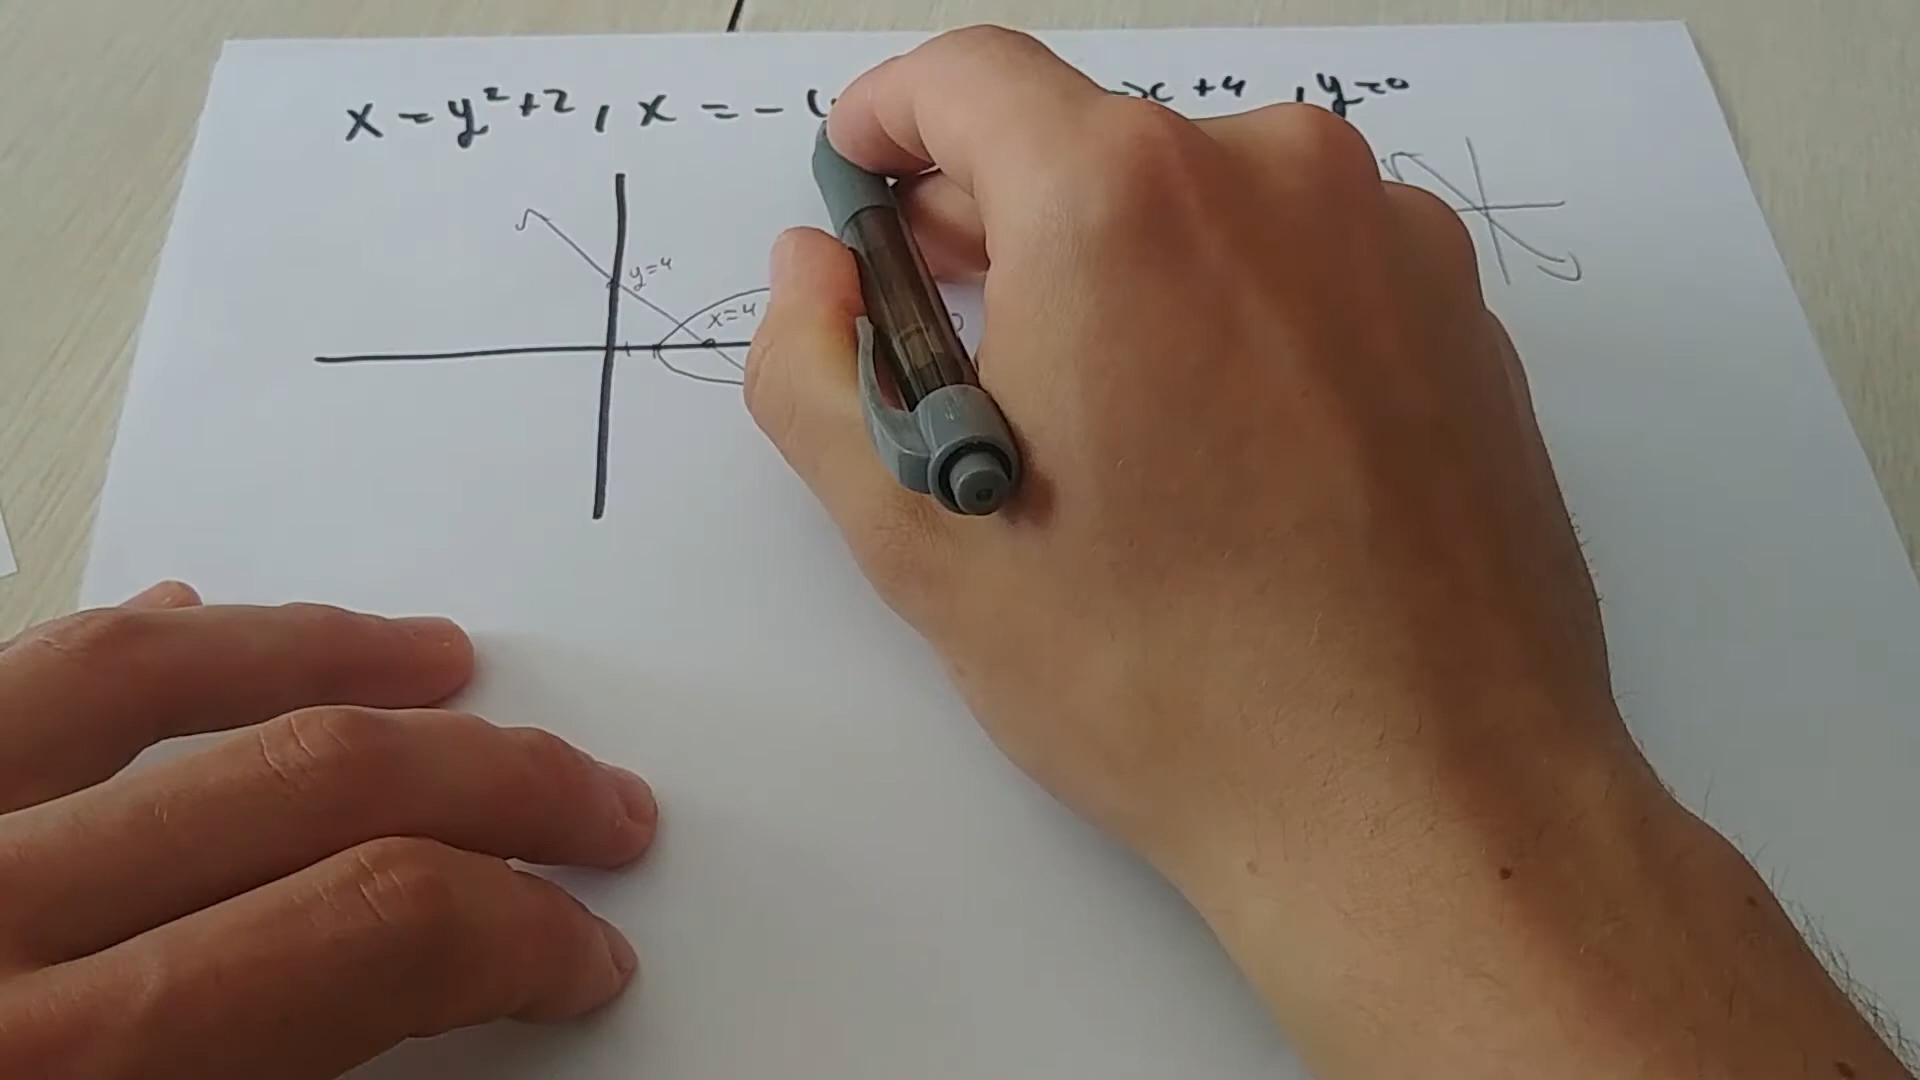 x = y² + 2 , x = - x + 4 , y = 0
y = 4
x = 4